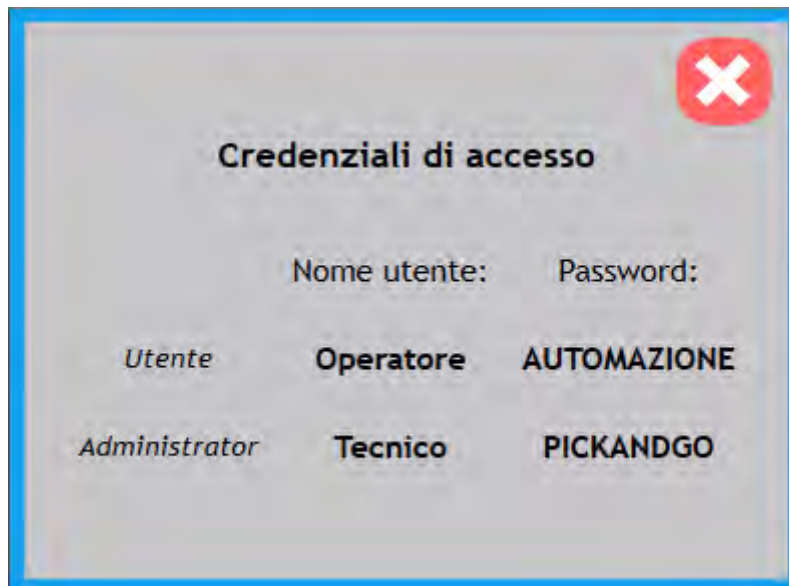 Credenziali di accesso
Nome utente: Password:
Utente Operatore AUTOMAZIONE
Administrator Tecnico PICKANDGO